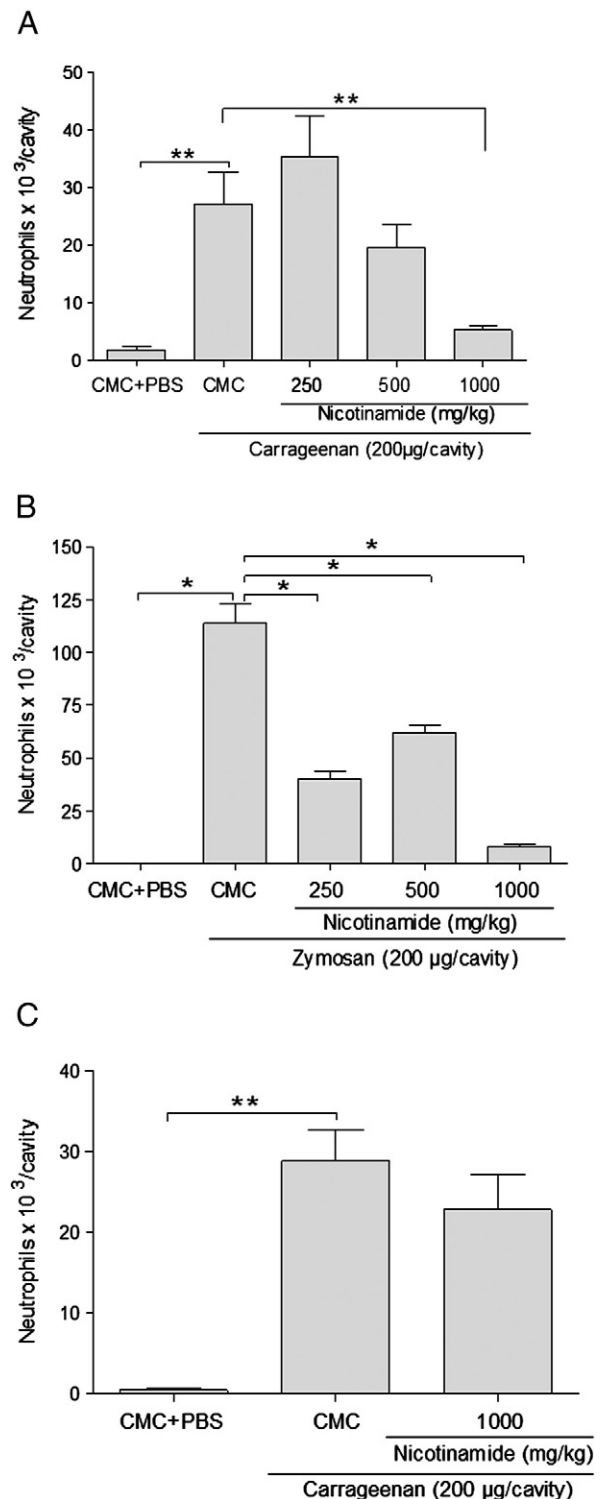 A
Neutrophils x 10 3/cavity
50
40
30
20
10
0
**
**
CMC+PBS CMC 250 500 1000
Nicotinamide (mg/kg)
Carrageenan (200µg/cavity)
B
Neutrophils x 10 3/cavity
150
125
100
75
50
25
0
*
*
*
*
CMC+PBS CMC 250 500 1000
Nicotinamide (mg/kg)
Zymosan (200 µg/cavity)
C
Neutrophils x 10 3/cavity
40
30
20
10
0
**
CMC+PBS CMC 1000
Nicotinamide (mg/kg)
Carrageenan (200 µg/cavity)